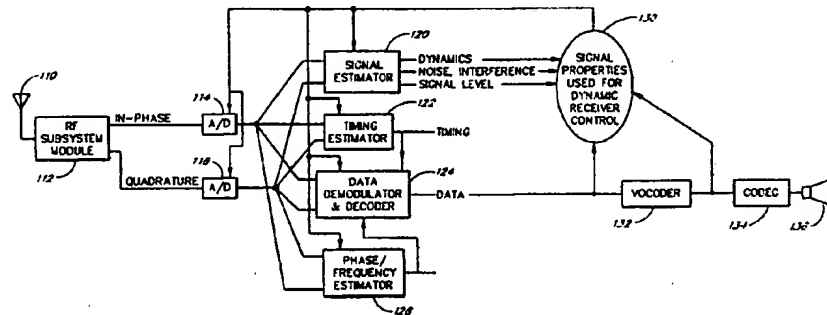 110
RF
SUBSYSTEM
MODULE
112
IN-PHASE
QUADRATURE
114
A/D
116
A/D
120
SIGNAL
ESTIMATOR
DYNAMICS
NOISE, INTERFERENCE
SIGNAL LEVEL
122
TIMING
ESTIMATOR
TIMING
124
DATA
DEMODULATOR
& DECODER
DATA
PHASE/
FREQUENCY
ESTIMATOR
126
130
SIGNAL
PROPERTIES
USED FOR
DYNAMIC
RECEIVER
CONTROL
VOCODER
132
CODEC
134
136